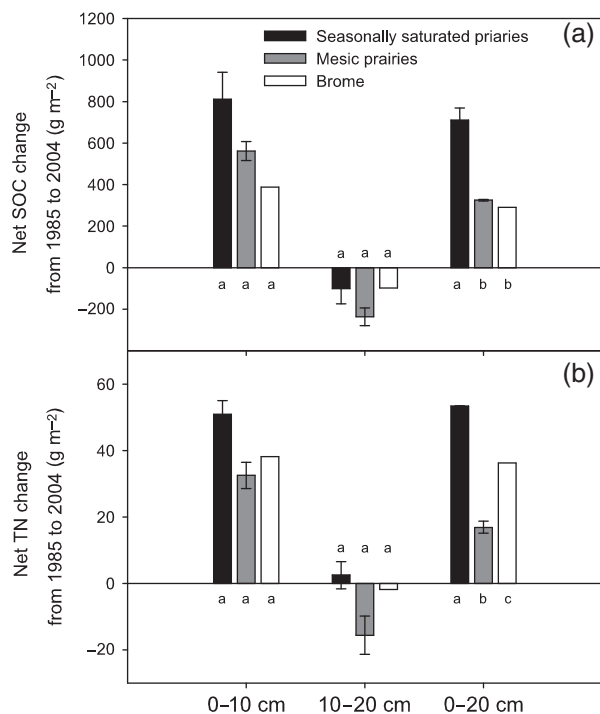 1200
1000
800
600
400
200
0
−200
Net SOC change
from 1985 to 2004 (g m−2)
(a)
Seasonally saturated priaries
Mesic prairies
Brome
a a a
a a a
a b b
60
40
20
0
−20
Net TN change
from 1985 to 2004 (g m−2)
(b)
a a a
a a a
a b c
0–10 cm 10–20 cm 0–20 cm